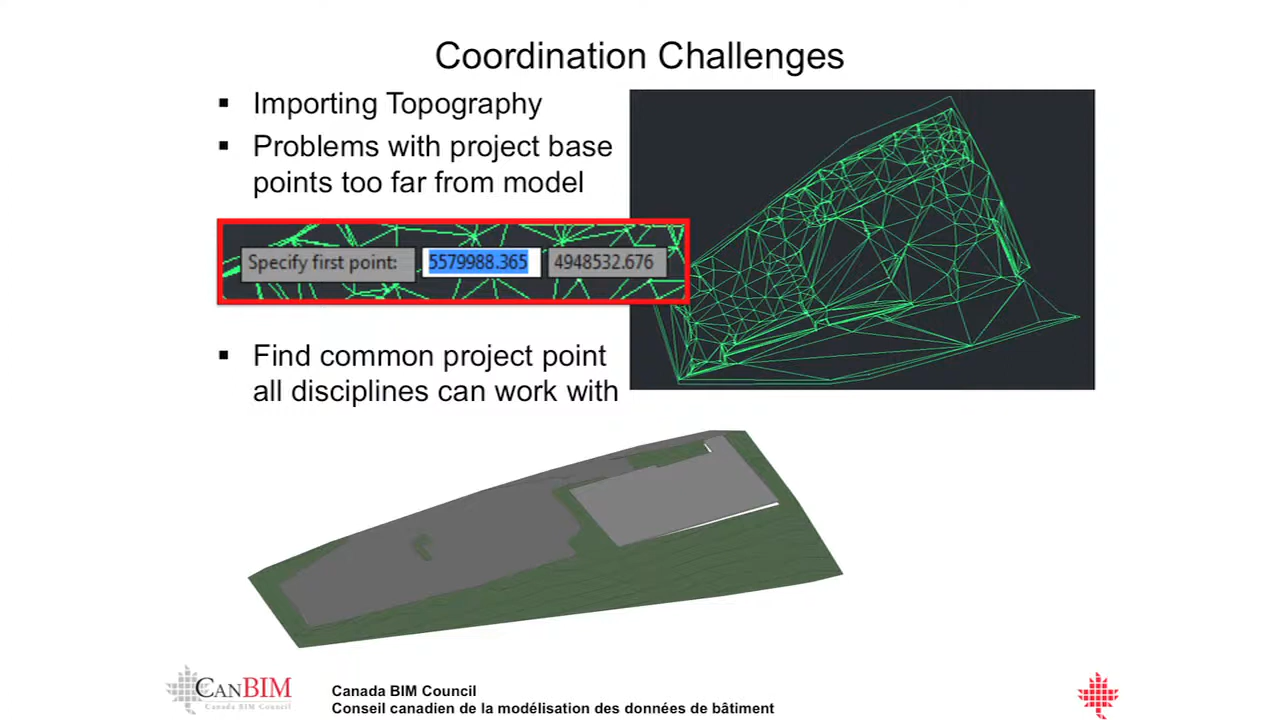 Coordination Challenges
▪ Importing Topography
▪ Problems with project base
points too far from model
Specify first point: 5579988.365 4948532.676
▪ Find common project point
all disciplines can work with
CANBIM
Canada BIM Council
Canada BIM Council
Conseil canadien de la modélisation des données de bâtiment